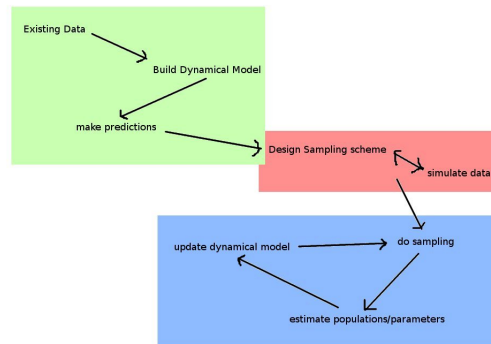 Existing Data
Build Dynamical Model
make predictions
Design Sampling scheme
simulate data
update dynamical model
do sampling
estimate populations/parameters